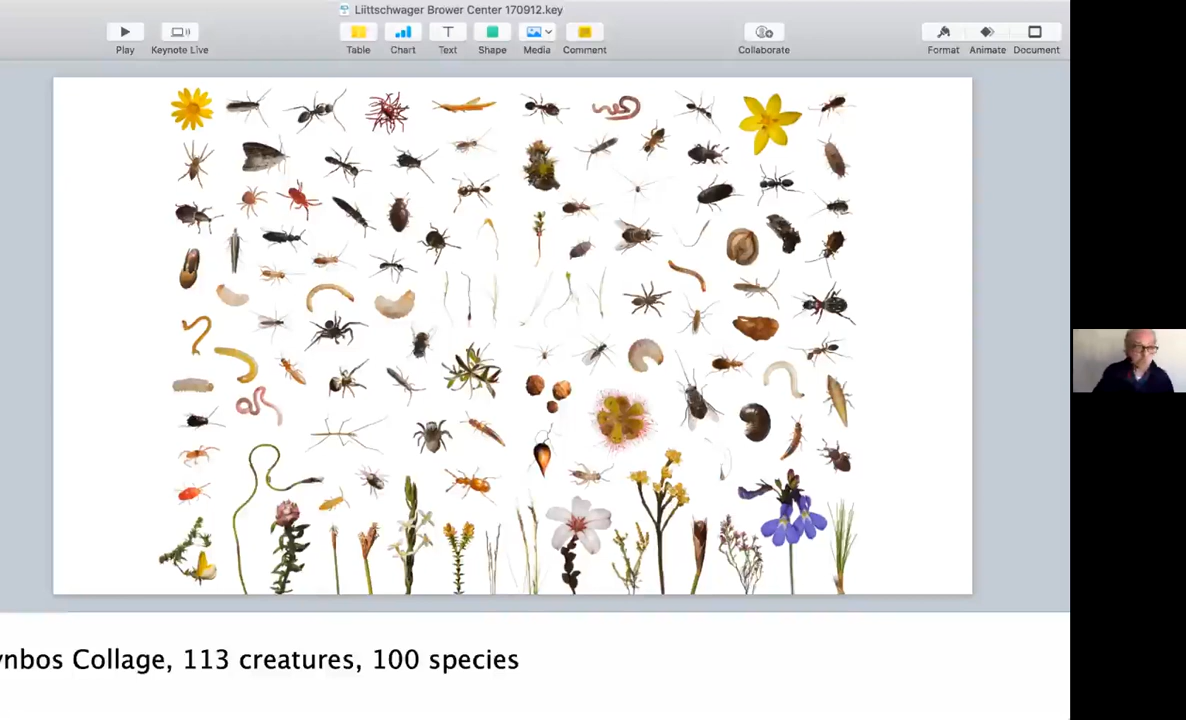 Liittschwager Brower Center 170912.key
Play
Keynote Live
Table
Chart
Text
Shape
Media
Comment
Collaborate
Format
Animate
Document
ynbos Collage, 113 creatures, 100 species